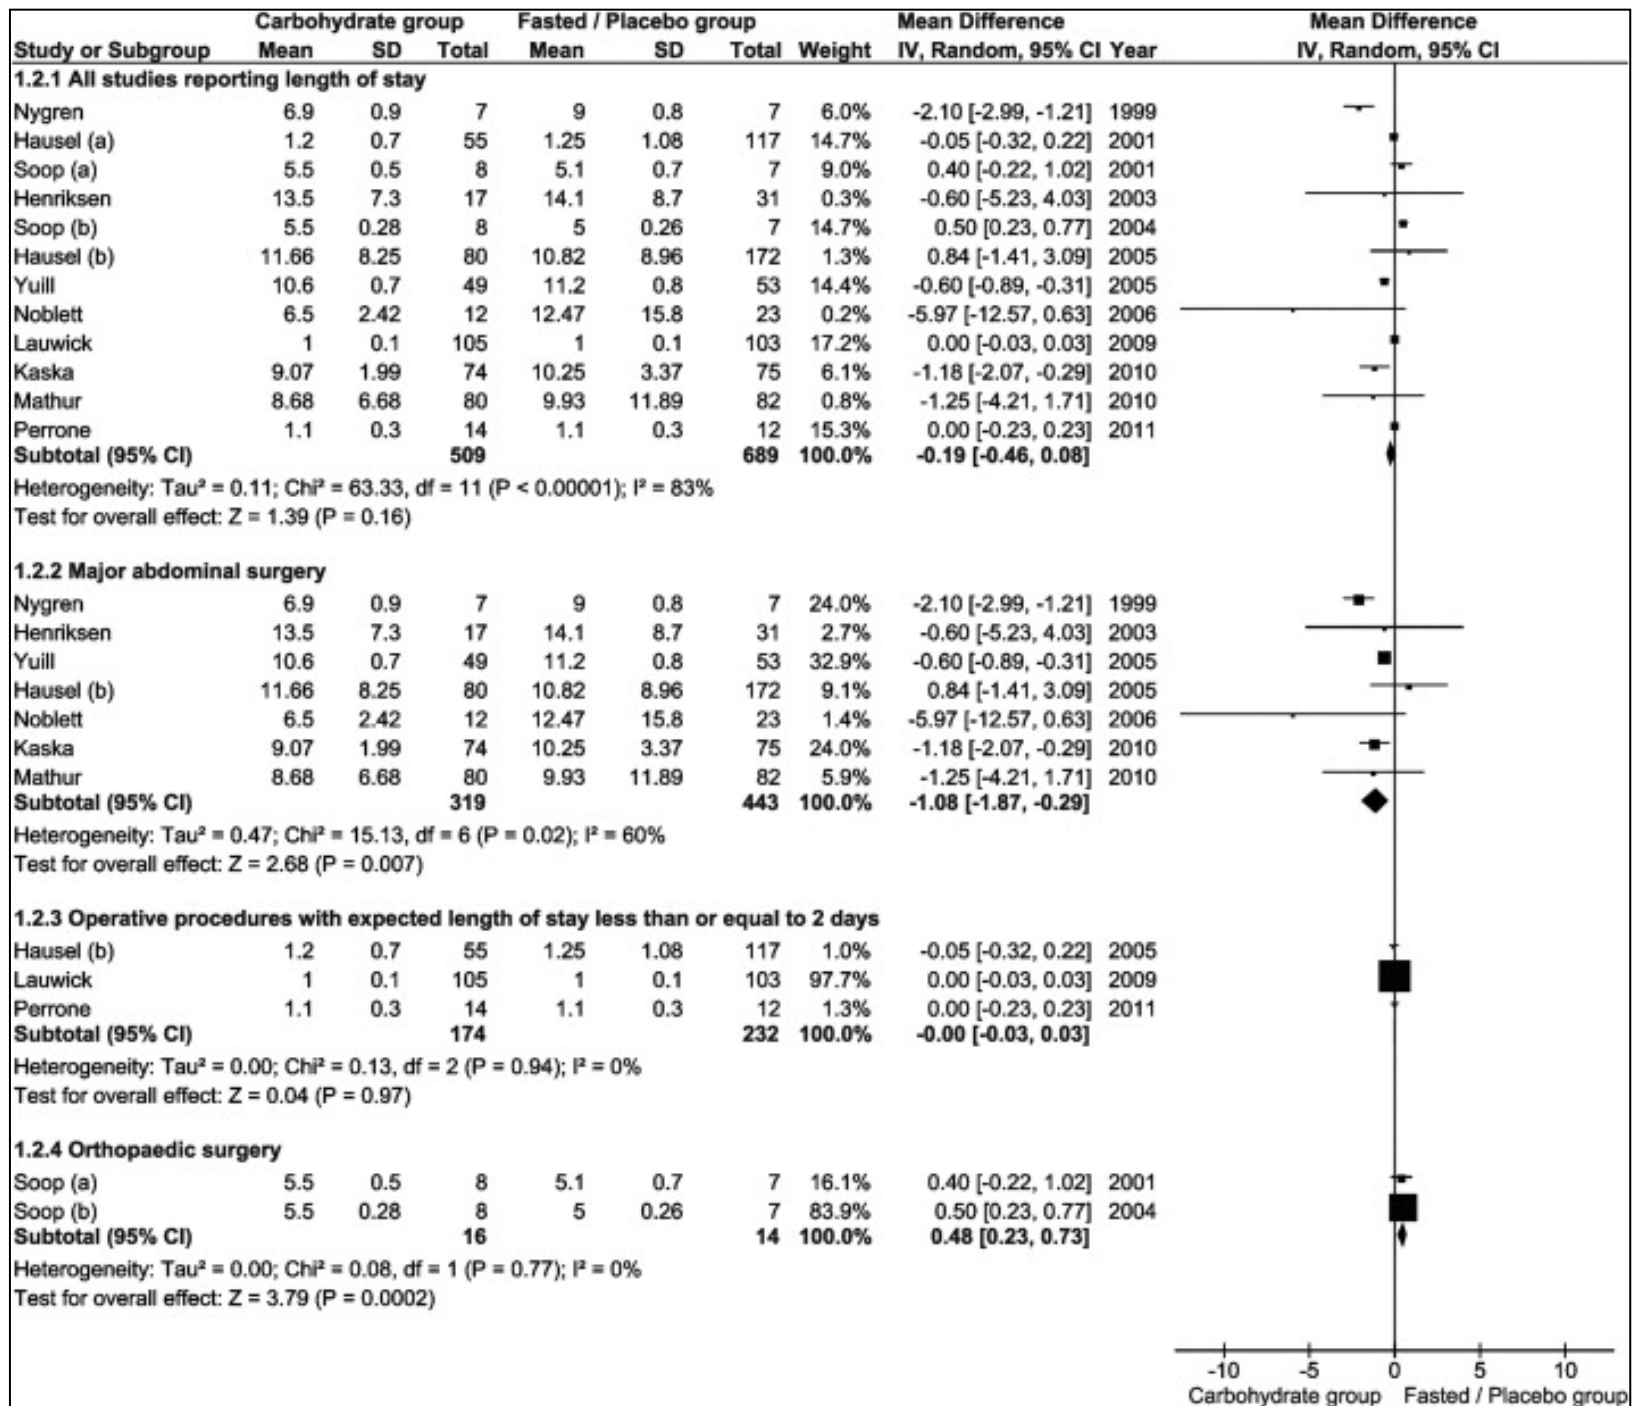 Carbohydrate group Fasted / Placebo group Mean Difference Mean Difference
Study or Subgroup Mean SD Total Mean SD Total Weight IV, Random, 95% CI Year IV, Random, 95% CI
1.2.1 All studies reporting length of stay
Nygren 6.9 0.9 7 9 0.8 7 6.0% -2.10 [-2.99, -1.21] 1999
Hausel (a) 1.2 0.7 55 1.25 1.08 117 14.7% -0.05 [-0.32, 0.22] 2001
Soop (a) 5.5 0.5 8 5.1 0.7 7 9.0% 0.40 [-0.22, 1.02] 2001
Henriksen 13.5 7.3 17 14.1 8.7 31 0.3% -0.60 [-5.23, 4.03] 2003
Soop (b) 5.5 0.28 8 5 0.26 7 14.7% 0.50 [0.23, 0.77] 2004
Hausel (b) 11.66 8.25 80 10.82 8.96 172 1.3% 0.84 [-1.41, 3.09] 2005
Yuill 10.6 0.7 49 11.2 0.8 53 14.4% -0.60 [-0.89, -0.31] 2005
Noblett 6.5 2.42 12 12.47 15.8 23 0.2% -5.97 [-12.57, 0.63] 2006
Lauwick 1 0.1 105 1 0.1 103 17.2% 0.00 [-0.03, 0.03] 2009
Kaska 9.07 1.99 74 10.25 3.37 75 6.1% -1.18 [-2.07, -0.29] 2010
Mathur 8.68 6.68 80 9.93 11.89 82 0.8% -1.25 [-4.21, 1.71] 2010
Perrone 1.1 0.3 14 1.1 0.3 12 15.3% 0.00 [-0.23, 0.23] 2011
Subtotal (95% CI) 509 689 100.0% -0.19 [-0.46, 0.08]
Heterogeneity: Tau² = 0.11; Chi² = 63.33, df = 11 (P < 0.00001); I² = 83%
Test for overall effect: Z = 1.39 (P = 0.16)
1.2.2 Major abdominal surgery
Nygren 6.9 0.9 7 9 0.8 7 24.0% -2.10 [-2.99, -1.21] 1999
Henriksen 13.5 7.3 17 14.1 8.7 31 2.7% -0.60 [-5.23, 4.03] 2003
Yuill 10.6 0.7 49 11.2 0.8 53 32.9% -0.60 [-0.89, -0.31] 2005
Hausel (b) 11.66 8.25 80 10.82 8.96 172 9.1% 0.84 [-1.41, 3.09] 2005
Noblett 6.5 2.42 12 12.47 15.8 23 1.4% -5.97 [-12.57, 0.63] 2006
Kaska 9.07 1.99 74 10.25 3.37 75 24.0% -1.18 [-2.07, -0.29] 2010
Mathur 8.68 6.68 80 9.93 11.89 82 5.9% -1.25 [-4.21, 1.71] 2010
Subtotal (95% CI) 319 443 100.0% -1.08 [-1.87, -0.29]
Heterogeneity: Tau² = 0.47; Chi² = 15.13, df = 6 (P = 0.02); I² = 60%
Test for overall effect: Z = 2.68 (P = 0.007)
1.2.3 Operative procedures with expected length of stay less than or equal to 2 days
Hausel (b) 1.2 0.7 55 1.25 1.08 117 1.0% -0.05 [-0.32, 0.22] 2005
Lauwick 1 0.1 105 1 0.1 103 97.7% 0.00 [-0.03, 0.03] 2009
Perrone 1.1 0.3 14 1.1 0.3 12 1.3% 0.00 [-0.23, 0.23] 2011
Subtotal (95% CI) 174 232 100.0% -0.00 [-0.03, 0.03]
Heterogeneity: Tau² = 0.00; Chi² = 0.13, df = 2 (P = 0.94); I² = 0%
Test for overall effect: Z = 0.04 (P = 0.97)
1.2.4 Orthopaedic surgery
Soop (a) 5.5 0.5 8 5.1 0.7 7 16.1% 0.40 [-0.22, 1.02] 2001
Soop (b) 5.5 0.28 8 5 0.26 7 83.9% 0.50 [0.23, 0.77] 2004
Subtotal (95% CI) 16 14 100.0% 0.48 [0.23, 0.73]
Heterogeneity: Tau² = 0.00; Chi² = 0.08, df = 1 (P = 0.77); I² = 0%
Test for overall effect: Z = 3.79 (P = 0.0002)
-10 -5 0 5 10
Carbohydrate group Fasted / Placebo group